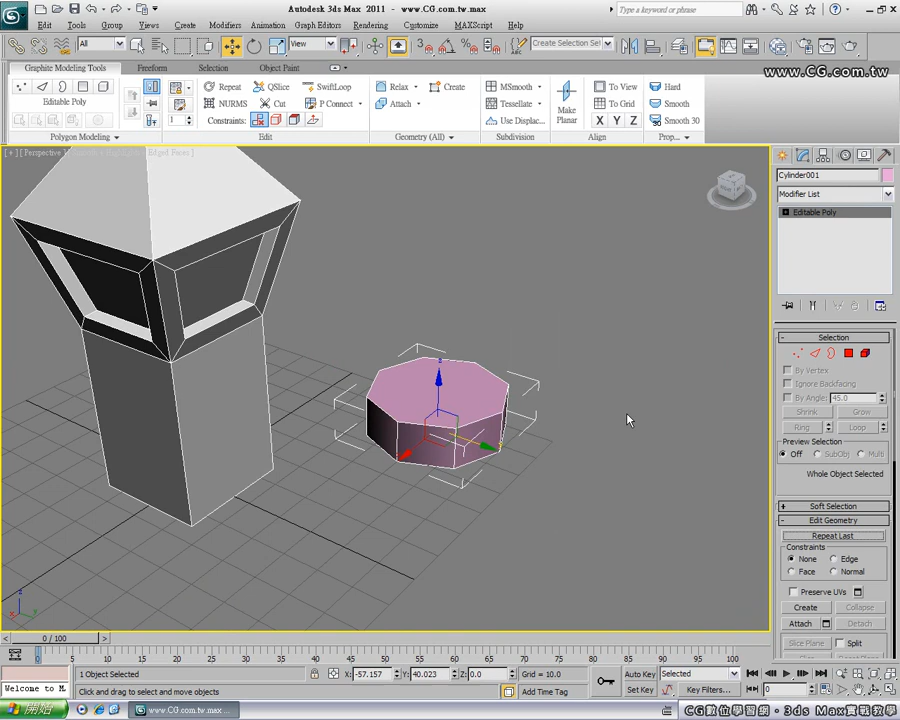 Autodesk 3ds Max 2011 - www.CG.com.tw.max
Type a keyword or phrase
Edit Tools Group Views Create Modifiers Animation Graph Editors Rendering Customize MAXScript Help
All View Create Selection Se
Graphite Modeling Tools Freeform Selection Object Paint
www.CG.com.tw
Repeat QSlice SwiftLoop Relax Create MSmooth To View Hard
Editable Poly NURMS Cut P Connect Attach Tessellate Make Planar To Grid Smooth
1 Constraints: Use Displac... X Y Z Smooth 30
Polygon Modeling Edit Geometry (All) Subdivision Align Prop...
Cylinder001
Modifier List
Editable Poly
Selection
By Vertex
Ignore Backfacing
By Angle: 45.0
Shrink Grow
Ring Loop
Preview Selection
Off SubObj Multi
Whole Object Selected
Soft Selection
Edit Geometry
Repeat Last
Constraints
None Edge
Face Normal
Preserve UVs
Create Collapse
Attach Detach
Slice Plane Split
0 / 100
0 5 10 15 20 25 30 35 40 45 50 55 60 65 70 75 80 85 90 95 100
1 Object Selected X: -57.157 Y: 40.023 Z: 0.0 Grid = 10.0 Auto Key Selected
Welcome to M Click and drag to select and move objects Add Time Tag Set Key Key Filters... 0
開始 www.CG.com.tw.max ... CG數位學習網‧3ds Max實戰教學